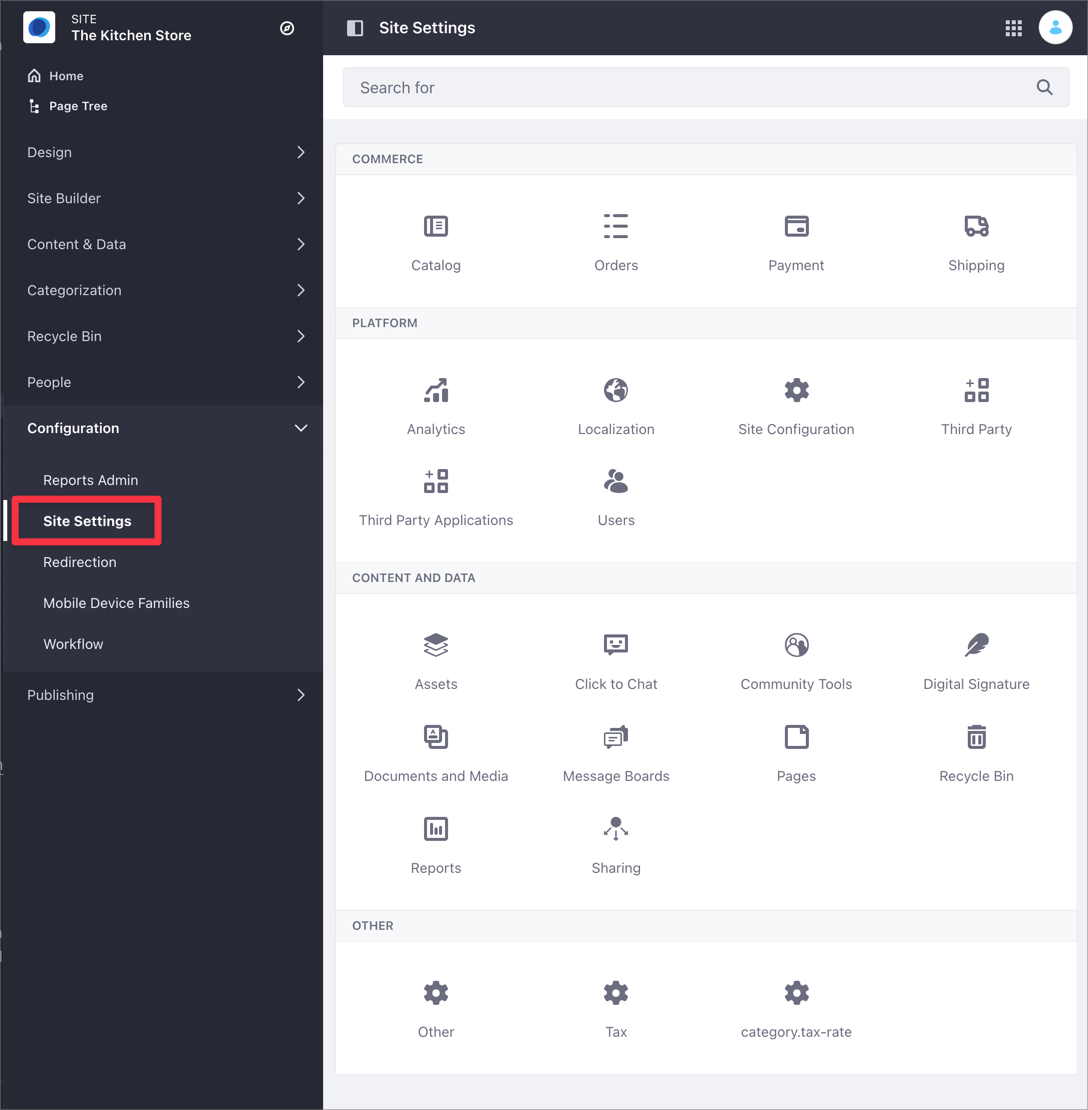 SITE
The Kitchen Store
Home
Page Tree
Design
Site Builder
Content & Data
Categorization
Recycle Bin
People
Configuration
Reports Admin
Site Settings
Redirection
Mobile Device Families
Workflow
Publishing
Site Settings
Search for
COMMERCE
Catalog
Orders
Payment
Shipping
PLATFORM
Analytics
Localization
Site Configuration
Third Party
Third Party Applications
Users
CONTENT AND DATA
Assets
Click to Chat
Community Tools
Digital Signature
Documents and Media
Message Boards
Pages
Recycle Bin
Reports
Sharing
OTHER
Other
Tax
category.tax-rate